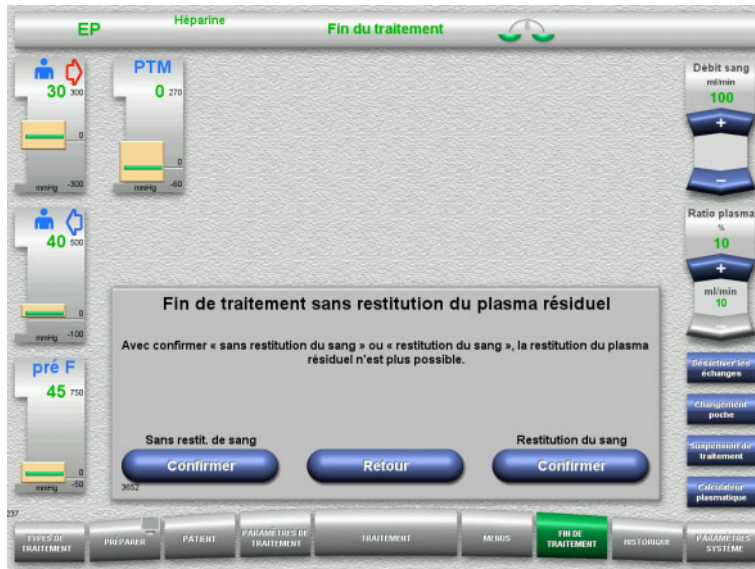 EP
Héparine
Fin du traitement
30 300
0
mmHg -300
PTM
0 270
0
mmHg -60
Débit sang
ml/min
100
+
–
40 500
0
mmHg -100
Ratio plasma
%
10
+
ml/min
10
–
pré F
45 750
0
mmHg -50
Fin de traitement sans restitution du plasma résiduel
Avec confirmer « sans restitution du sang » ou « restitution du sang », la restitution du plasma
résiduel n'est plus possible.
Sans restit. de sang
Restitution du sang
Confirmer
Retour
Confirmer
3652
Désactiver les
échanges
Changement
poche
Suspension de
traitement
Calculateur
plasmatique
237
TYPES DE
TRAITEMENT
PRÉPARER
PATIENT
PARAMÈTRES DE
TRAITEMENT
TRAITEMENT
MENUS
FIN DE
TRAITEMENT
HISTORIQUE
PARAMÈTRES
SYSTÈME